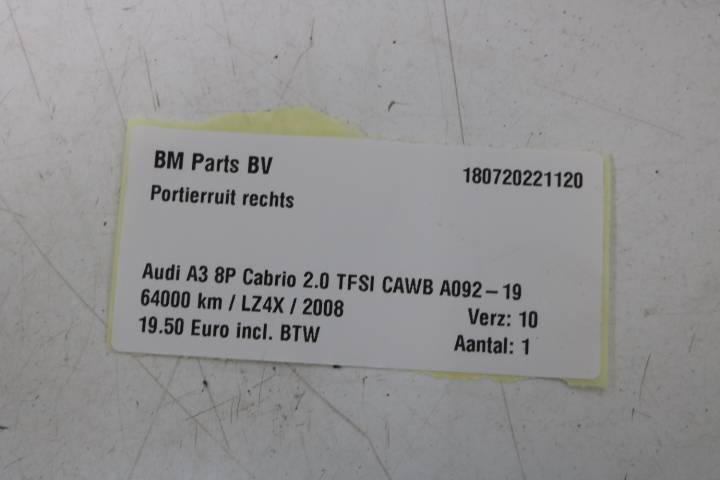 BM Parts BV 180720221120
Portierruit rechts
Audi A3 8P Cabrio 2.0 TFSI CAWB A092-19
64000 km / LZ4X / 2008 Verz: 10
19.50 Euro incl. BTW Aantal: 1